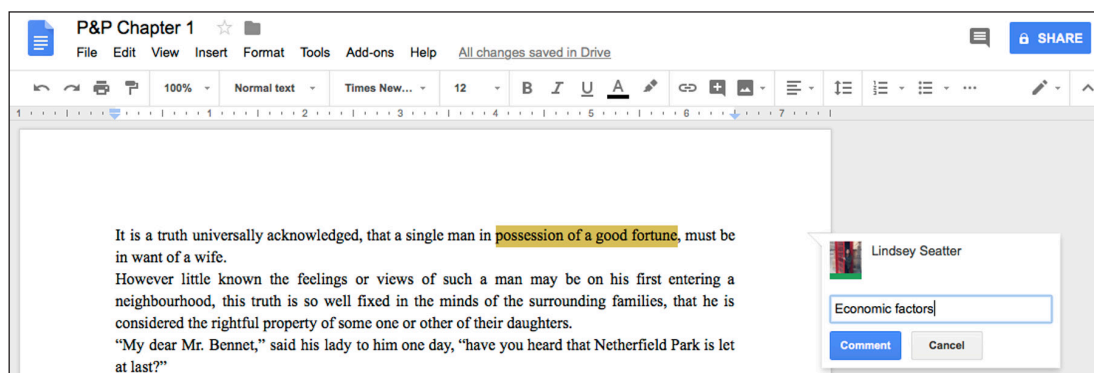 P&P Chapter 1
File Edit View Insert Format Tools Add-ons Help All changes saved in Drive
SHARE
100% Normal text Times New... 12 B I U A ...
1 1 2 3 4 5 6 7
It is a truth universally acknowledged, that a single man in possession of a good fortune, must be
in want of a wife.
However little known the feelings or views of such a man may be on his first entering a
neighbourhood, this truth is so well fixed in the minds of the surrounding families, that he is
considered the rightful property of some one or other of their daughters.
“My dear Mr. Bennet,” said his lady to him one day, “have you heard that Netherfield Park is let
at last?”
Lindsey Seatter
Economic factors
Comment Cancel